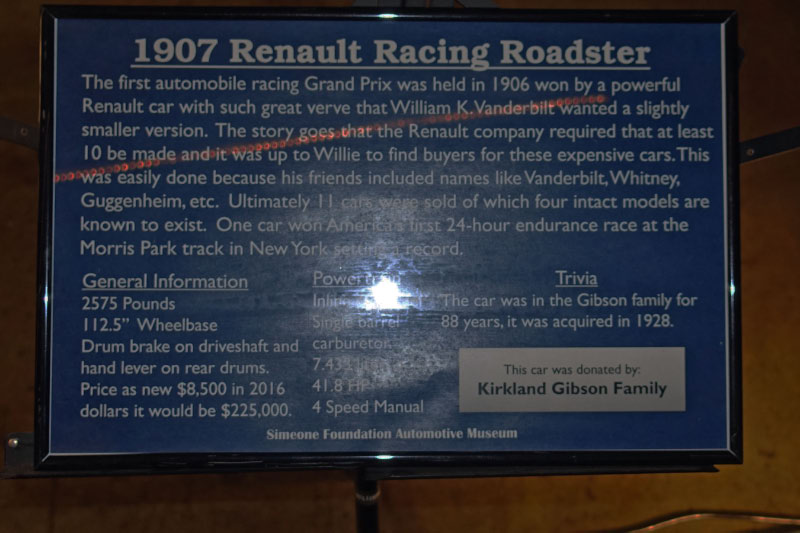 1907 Renault Racing Roadster
The first automobile racing Grand Prix was held in 1906 won by a powerful
Renault car with such great verve that William K. Vanderbilt wanted a slightly
smaller version. The story goes that the Renault company required that at least
10 be made and it was up to Willie to find buyers for these expensive cars. This
was easily done because his friends included names like Vanderbilt, Whitney,
Guggenheim, etc. Ultimately 11 cars were sold of which four intact models are
known to exist. One car won America's first 24-hour endurance race at the
Morris Park track in New York setting a record.
General Information
2575 Pounds
112.5" Wheelbase
Drum brake on driveshaft and
hand lever on rear drums.
Price as new $8,500 in 2016
dollars it would be $225,000.
Single barrel
carburetor.
41.8 HP
4 Speed Manual
Trivia
The car was in the Gibson family for
88 years, it was acquired in 1928.
This car was donated by:
Kirkland Gibson Family
Simeone Foundation Automotive Museum